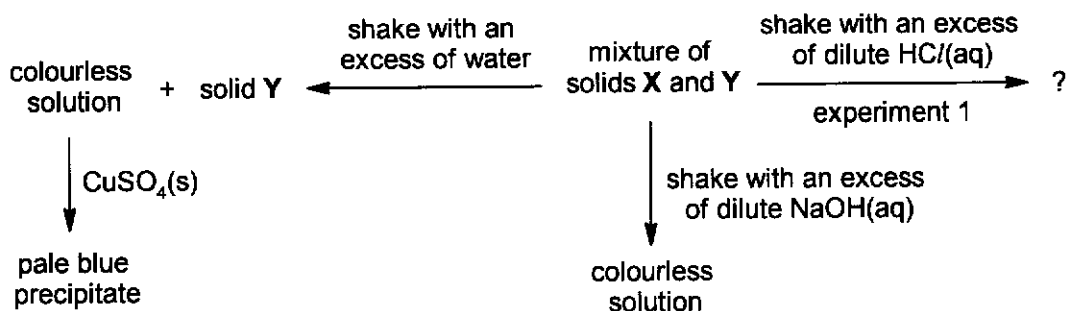 colourless
solution
+
solid Y
shake with an
excess of water
mixture of
solids X and Y
shake with an excess
of dilute HCl(aq)
experiment 1
?
CuSO₄(s)
pale blue
precipitate
shake with an excess
of dilute NaOH(aq)
colourless
solution